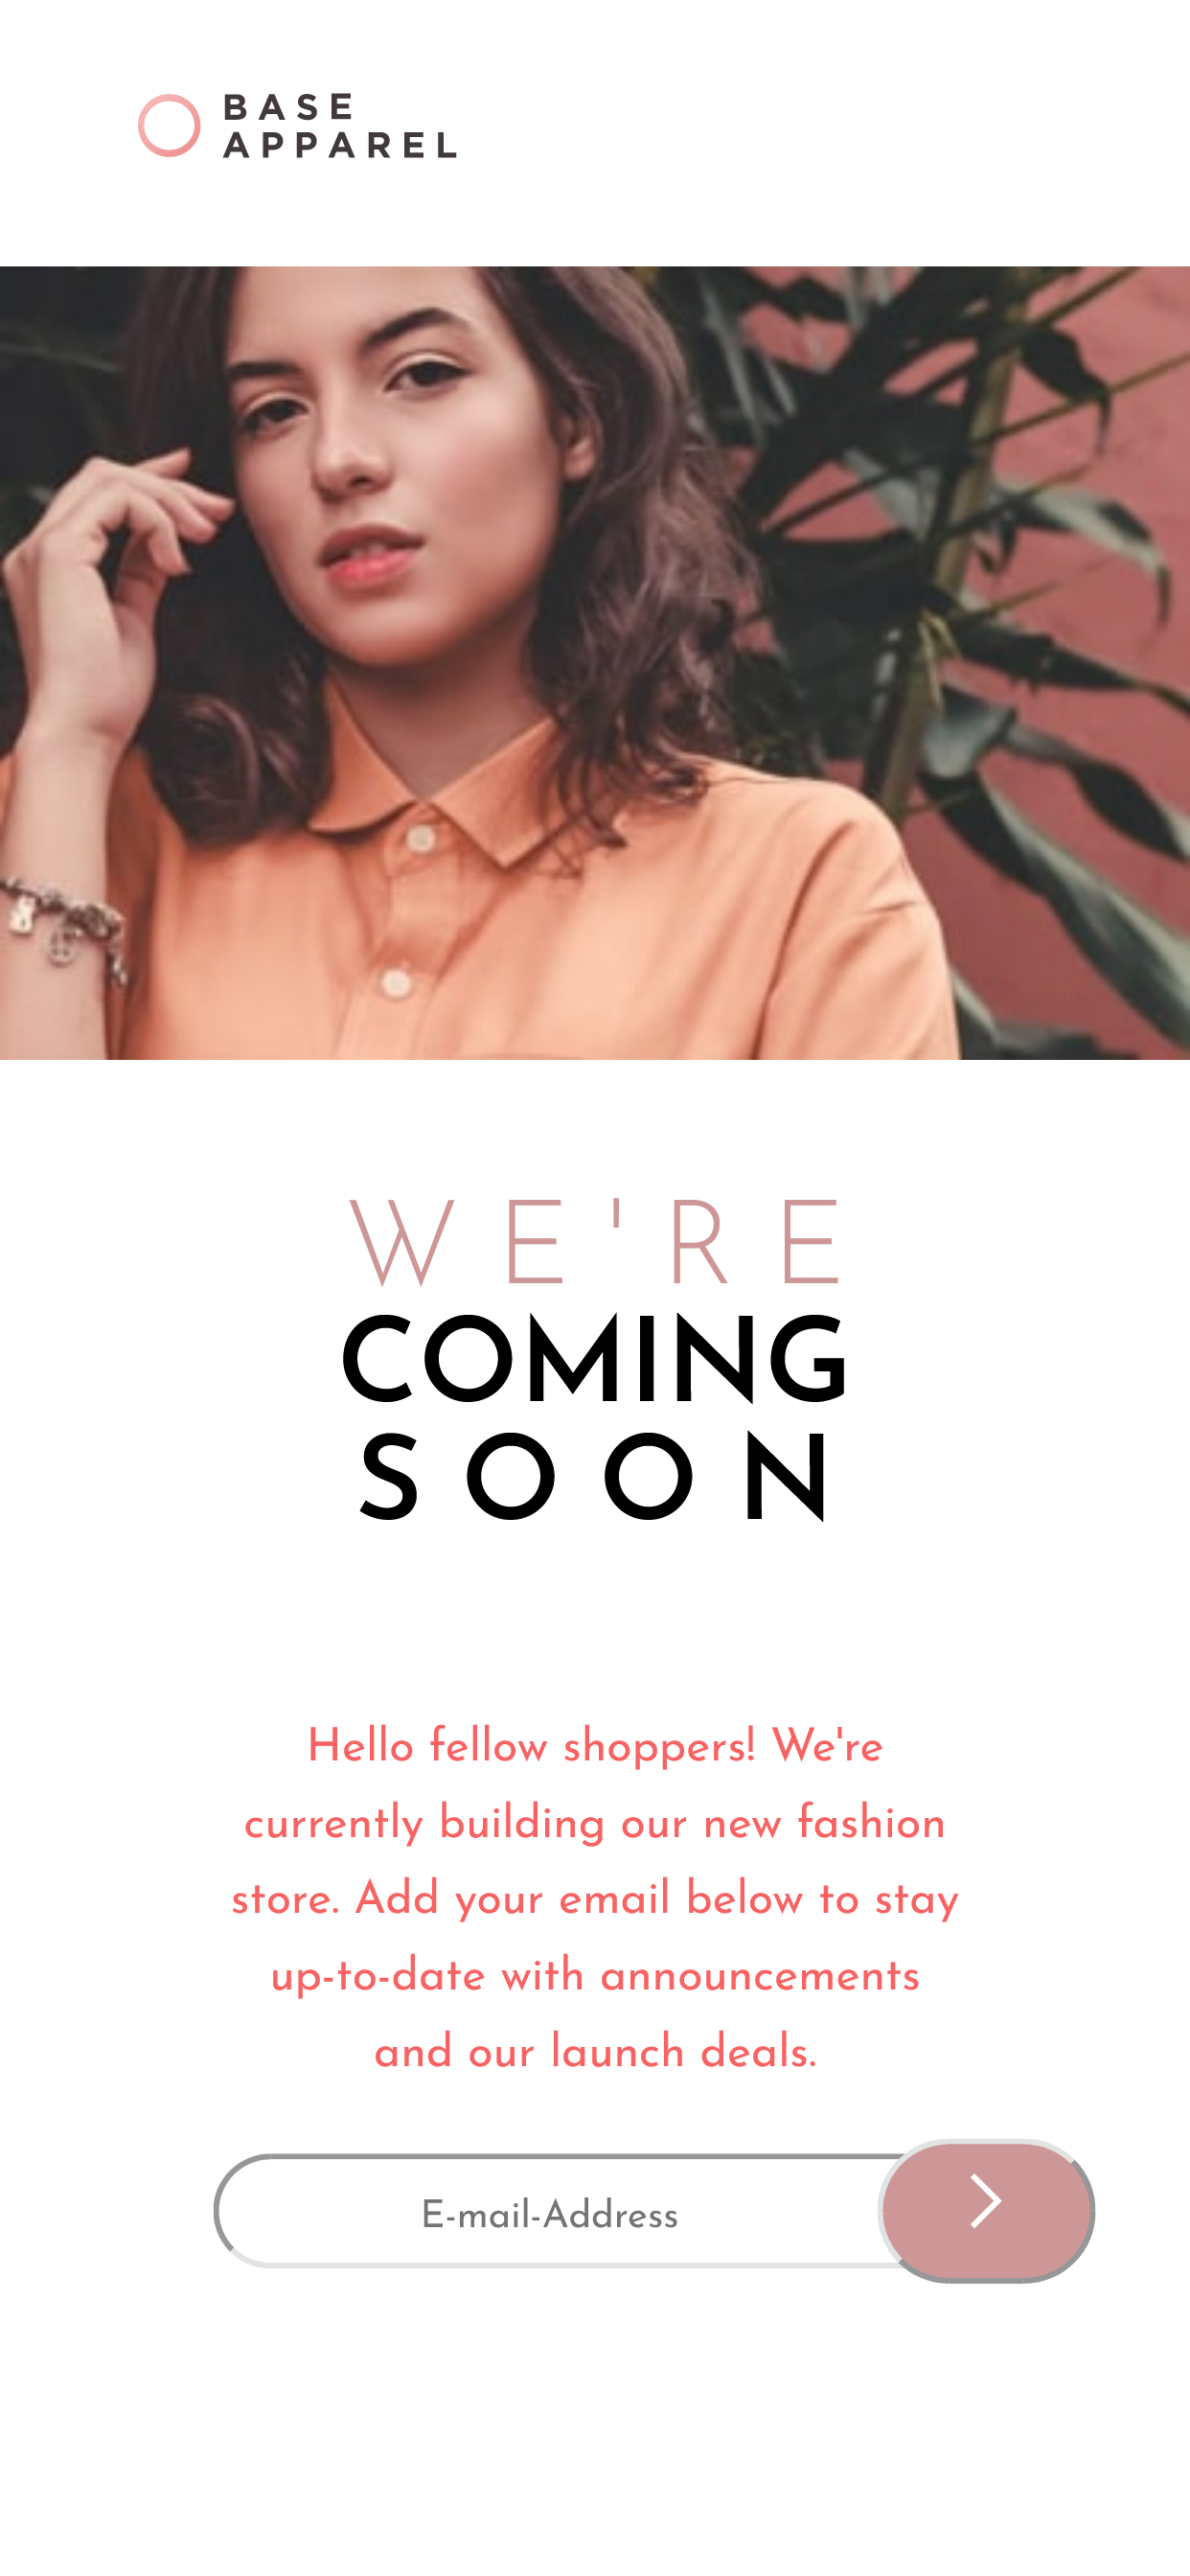 BASE
APPAREL
WE'RE
COMING
SOON
Hello fellow shoppers! We're
currently building our new fashion
store. Add your email below to stay
up-to-date with announcements
and our launch deals.
E-mail-Address